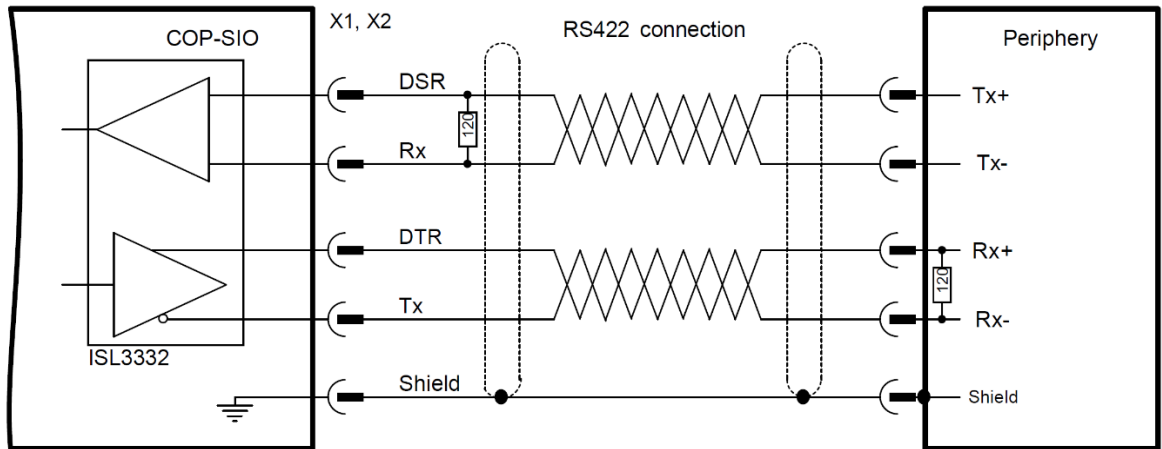 X1, X2
COP-SIO
RS422 connection
Periphery
DSR
Tx+
120
Rx
Tx-
DTR
Rx+
120
Tx
Rx-
ISL3332
Shield
Shield